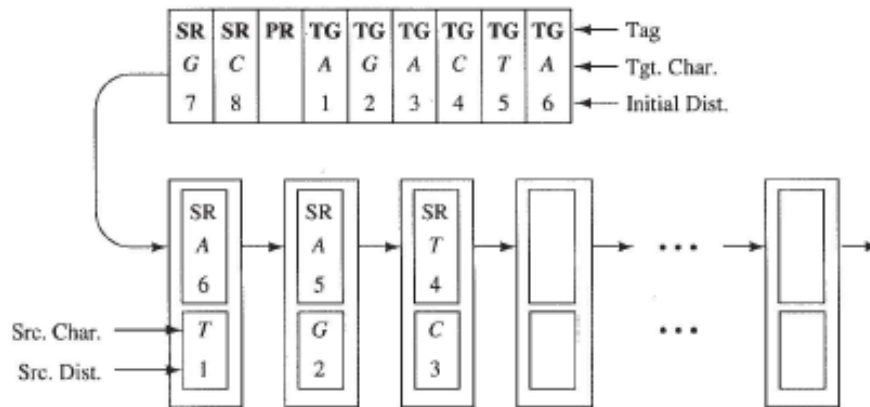 SR SR PR TG TG TG TG TG TG Tag
G C A G A C T A Tgt. Char.
7 8 1 2 3 4 5 6 Initial Dist.
SR SR SR
A A T
6 5 4
Src. Char. T G C
Src. Dist. 1 2 3